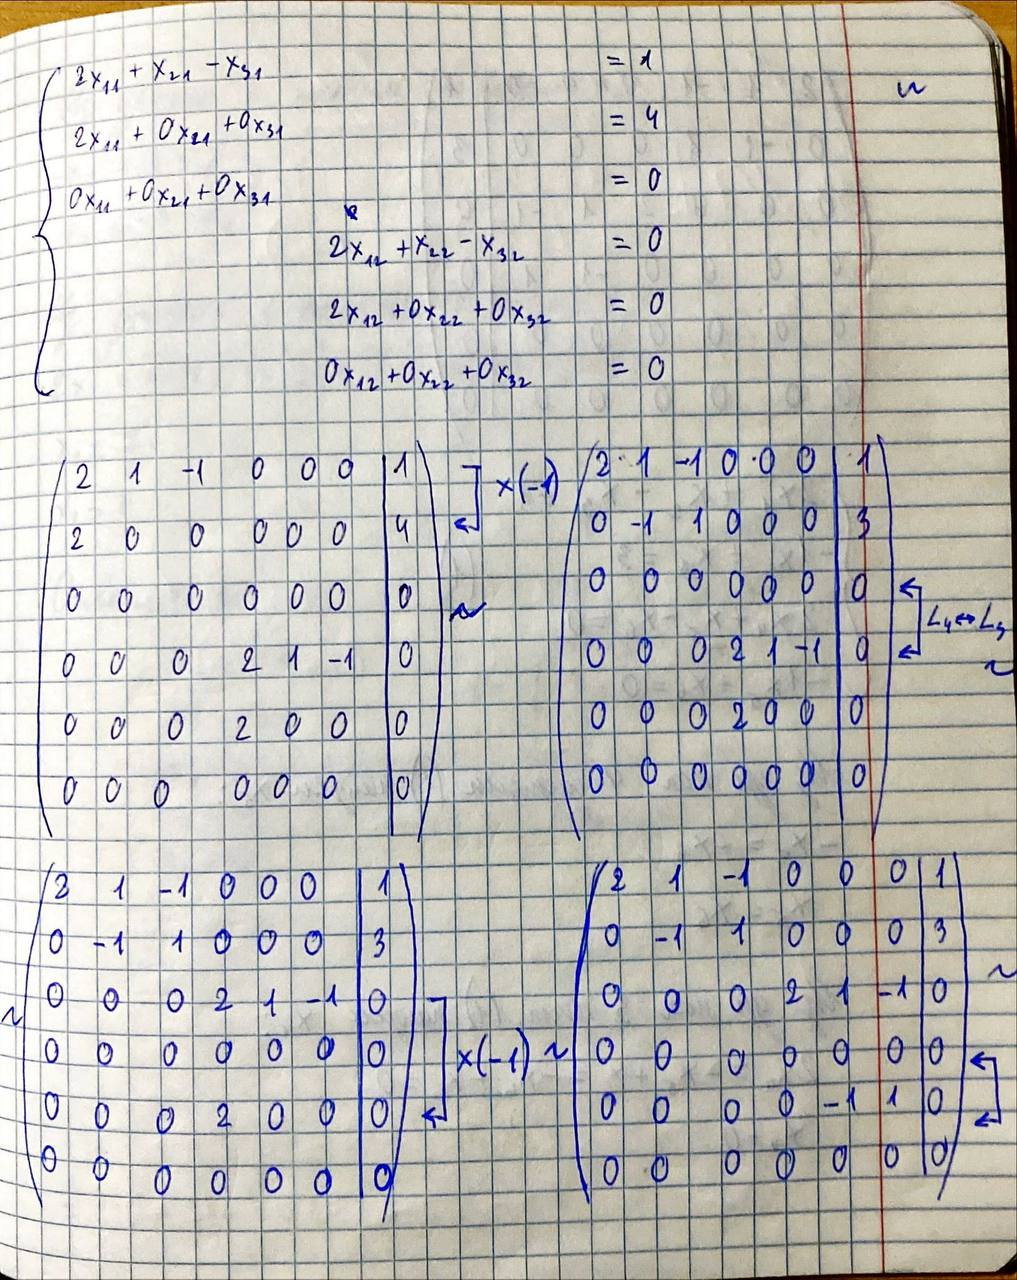 2x₁₁ + x₂₁ - x₃₁ = 1
2x₁₁ + 0x₂₁ + 0x₃₁ = 4
0x₁₁ + 0x₂₁ + 0x₃₁ = 0
2x₁₂ + x₂₂ - x₃₂ = 0
2x₁₂ + 0x₂₂ + 0x₃₂ = 0
0x₁₂ + 0x₂₂ + 0x₃₂ = 0
2 1 -1 0 0 0 | 1
2 0 0 0 0 0 | 4
0 0 0 0 0 0 | 0
0 0 0 2 1 -1 | 0
0 0 0 2 0 0 | 0
0 0 0 0 0 0 | 0
×(-1)
~
2 1 -1 0 0 0 | 1
0 -1 1 0 0 0 | 3
0 0 0 0 0 0 | 0
0 0 0 2 1 -1 | 0
0 0 0 2 0 0 | 0
0 0 0 0 0 0 | 0
~
~
2 1 -1 0 0 0 | 1
0 -1 1 0 0 0 | 3
0 0 0 2 1 -1 | 0
0 0 0 0 0 0 | 0
0 0 0 2 0 0 | 0
0 0 0 0 0 0 | 0
×(-1) ~
2 1 -1 0 0 0 | 1
0 -1 1 0 0 0 | 3
0 0 0 2 1 -1 | 0
0 0 0 0 0 0 | 0
0 0 0 0 -1 1 | 0
0 0 0 0 0 0 | 0
~